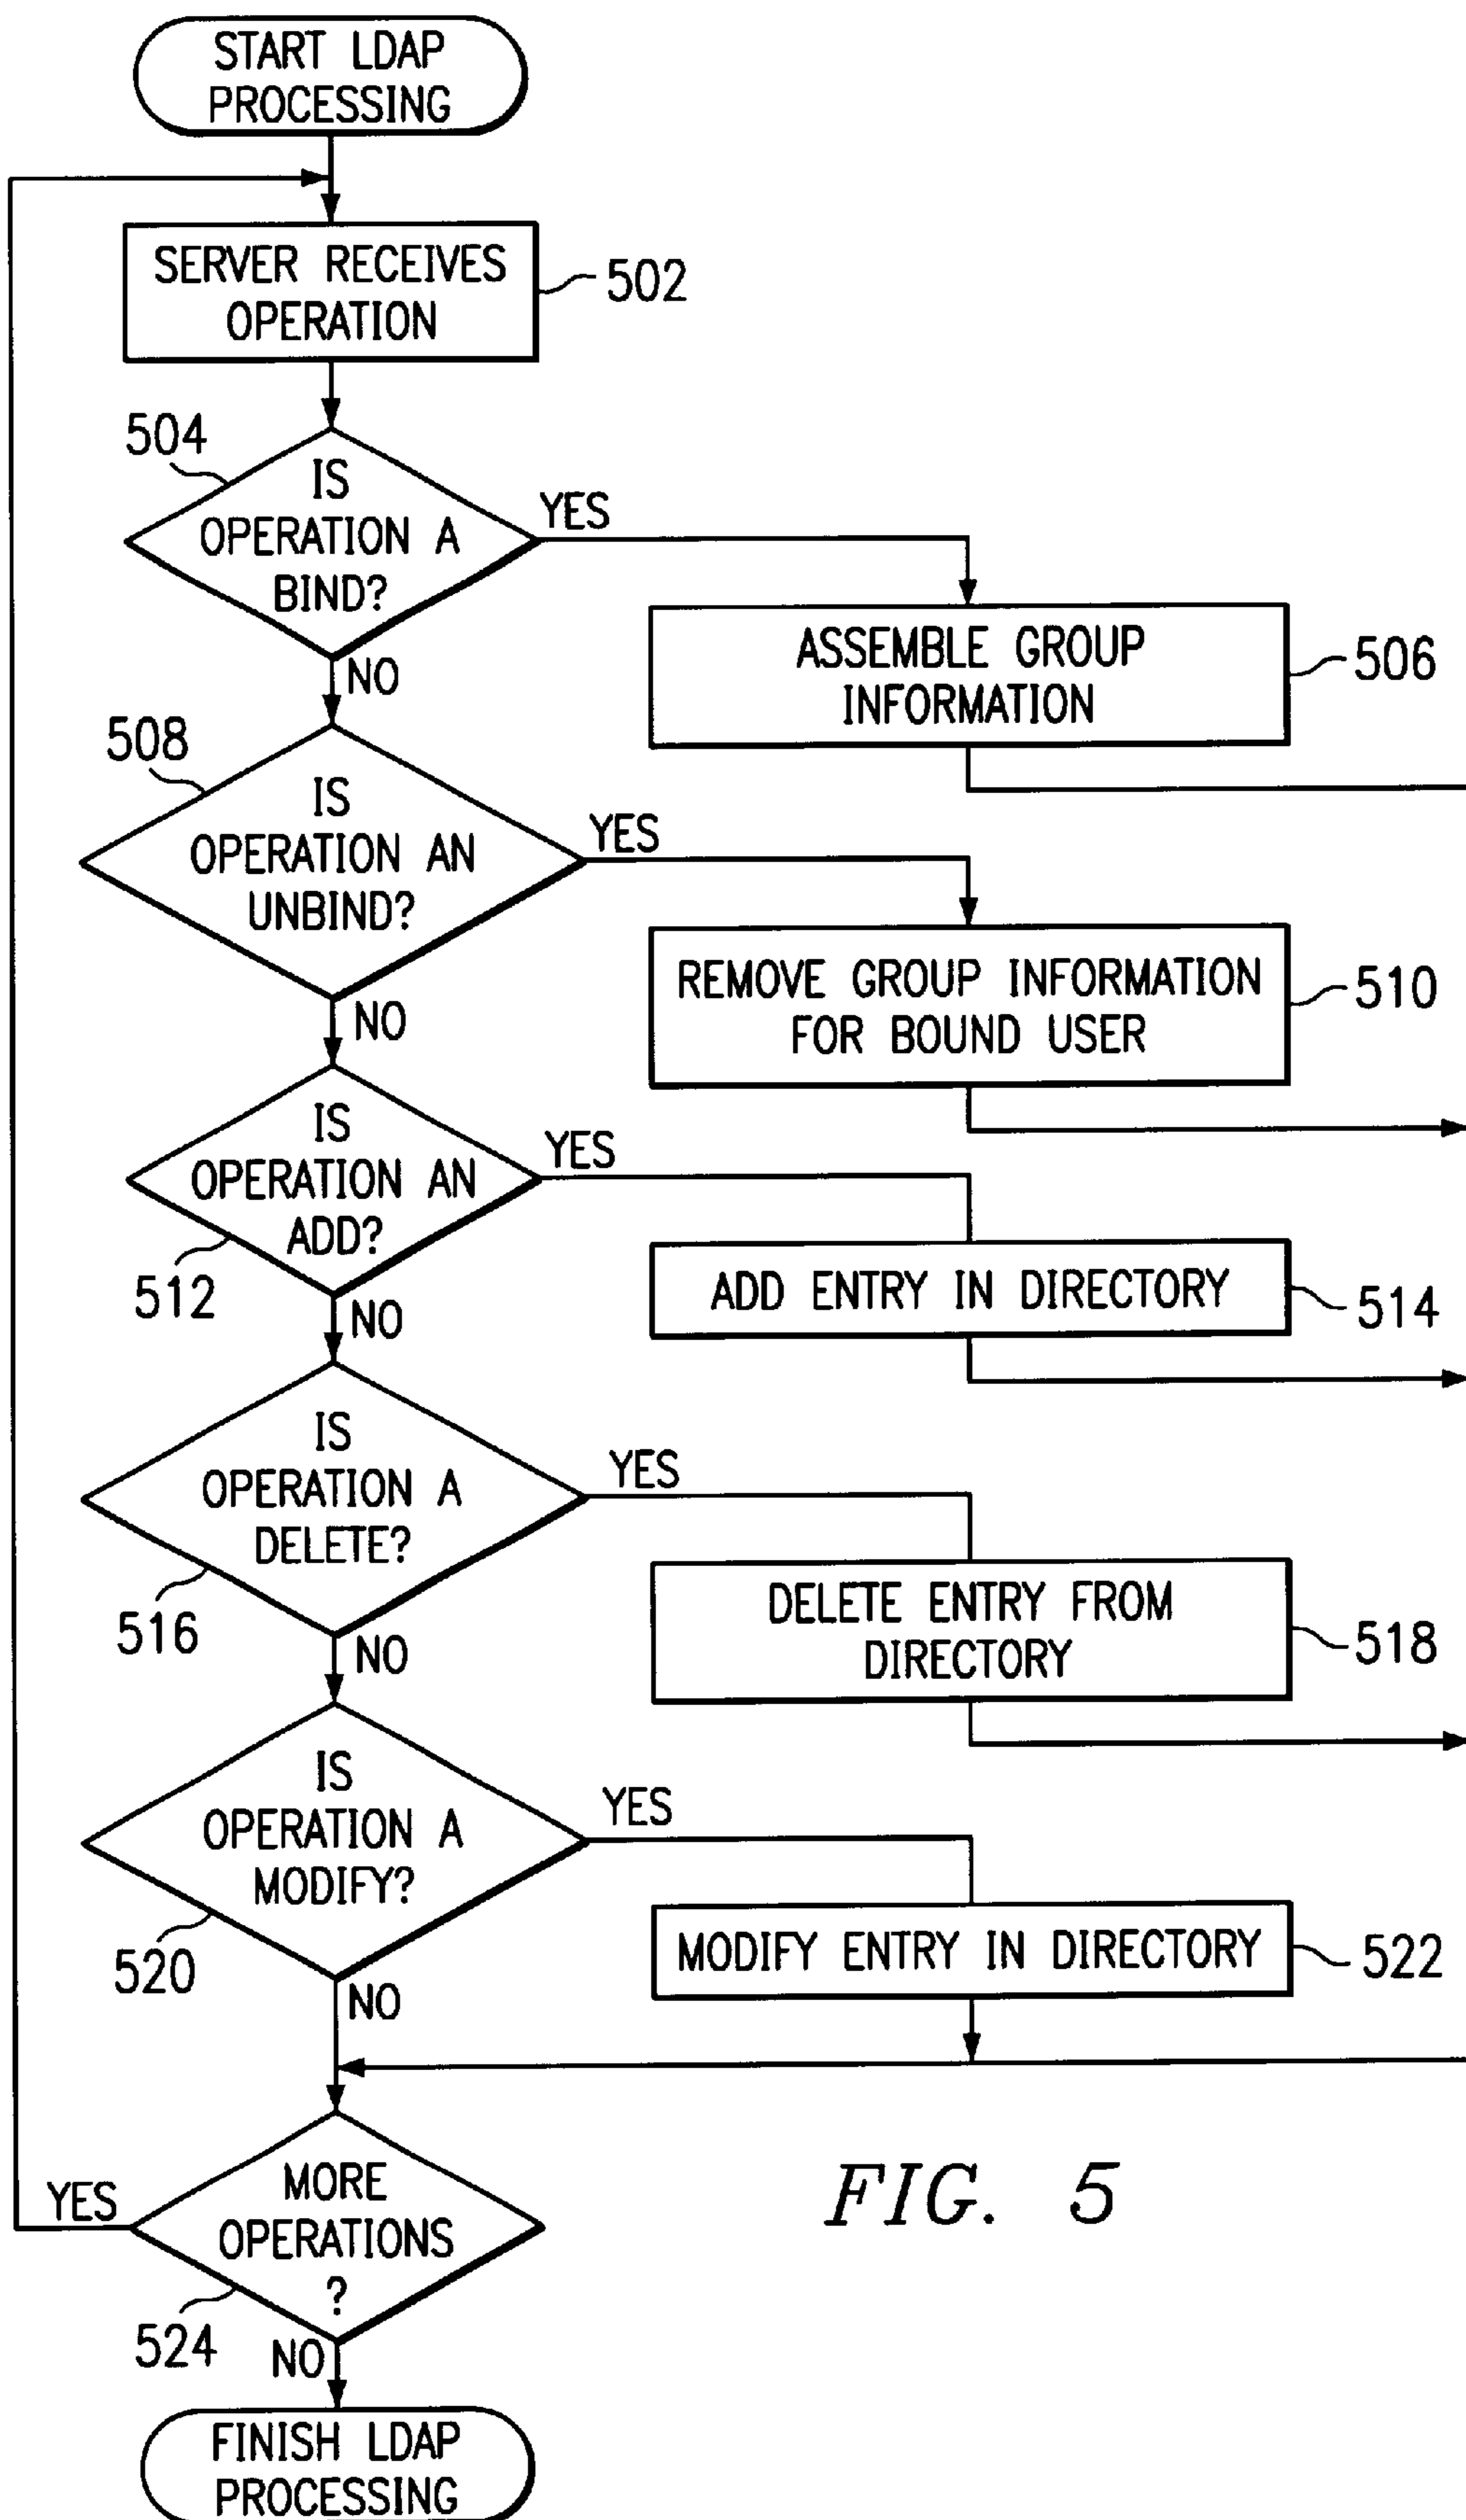 START LDAP
PROCESSING
SERVER RECEIVES
OPERATION
502
504
IS
OPERATION A
BIND?
YES
NO
ASSEMBLE GROUP
INFORMATION
506
508
IS
OPERATION AN
UNBIND?
YES
NO
REMOVE GROUP INFORMATION
FOR BOUND USER
510
IS
OPERATION AN
ADD?
YES
512
NO
ADD ENTRY IN DIRECTORY
514
IS
OPERATION A
DELETE?
YES
516
NO
DELETE ENTRY FROM
DIRECTORY
518
IS
OPERATION A
MODIFY?
YES
520
NO
MODIFY ENTRY IN DIRECTORY
522
MORE
OPERATIONS
?
YES
524
NO
FIG. 5
FINISH LDAP
PROCESSING